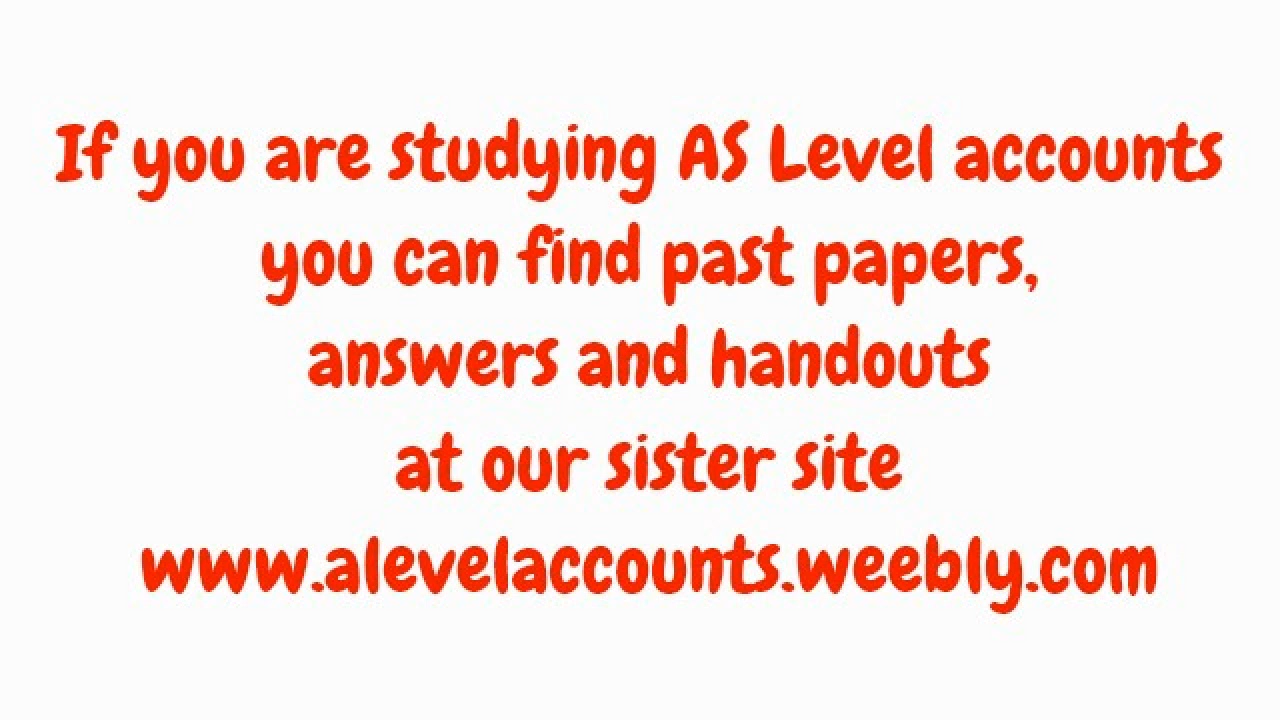 If you are studying AS Level accounts
you can find past papers,
answers and handouts
at our sister site
www.alevelaccounts.weebly.com